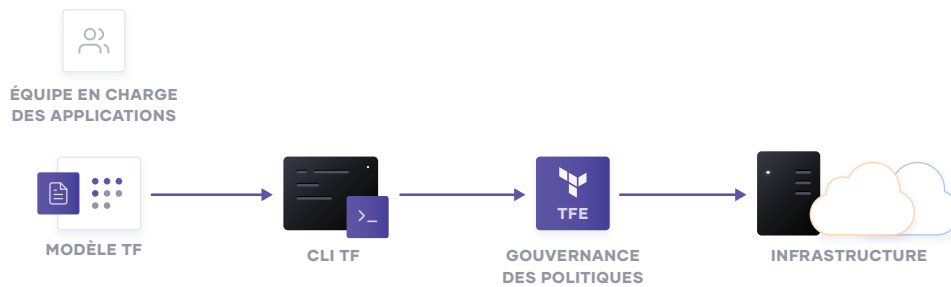 ÉQUIPE EN CHARGE
DES APPLICATIONS
TFE
MODÈLE TF
CLI TF
GOUVERNANCE
DES POLITIQUES
INFRASTRUCTURE